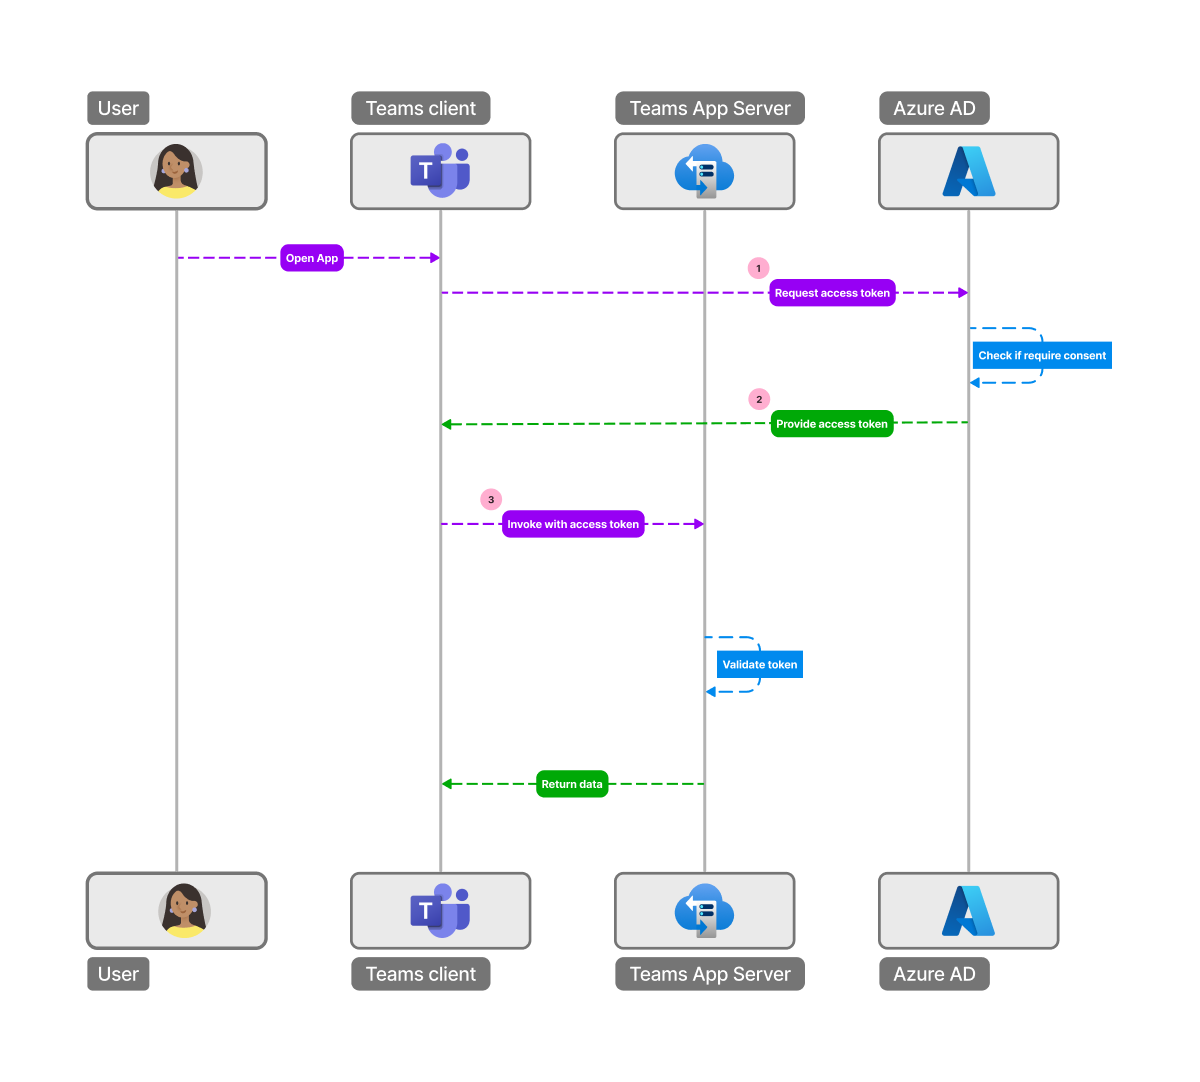 User
Teams client
Teams App Server
Azure AD
T
Open App
1
Request access token
Check if require consent
2
Provide access token
3
Invoke with access token
Validate token
Return data
T
User
Teams client
Teams App Server
Azure AD